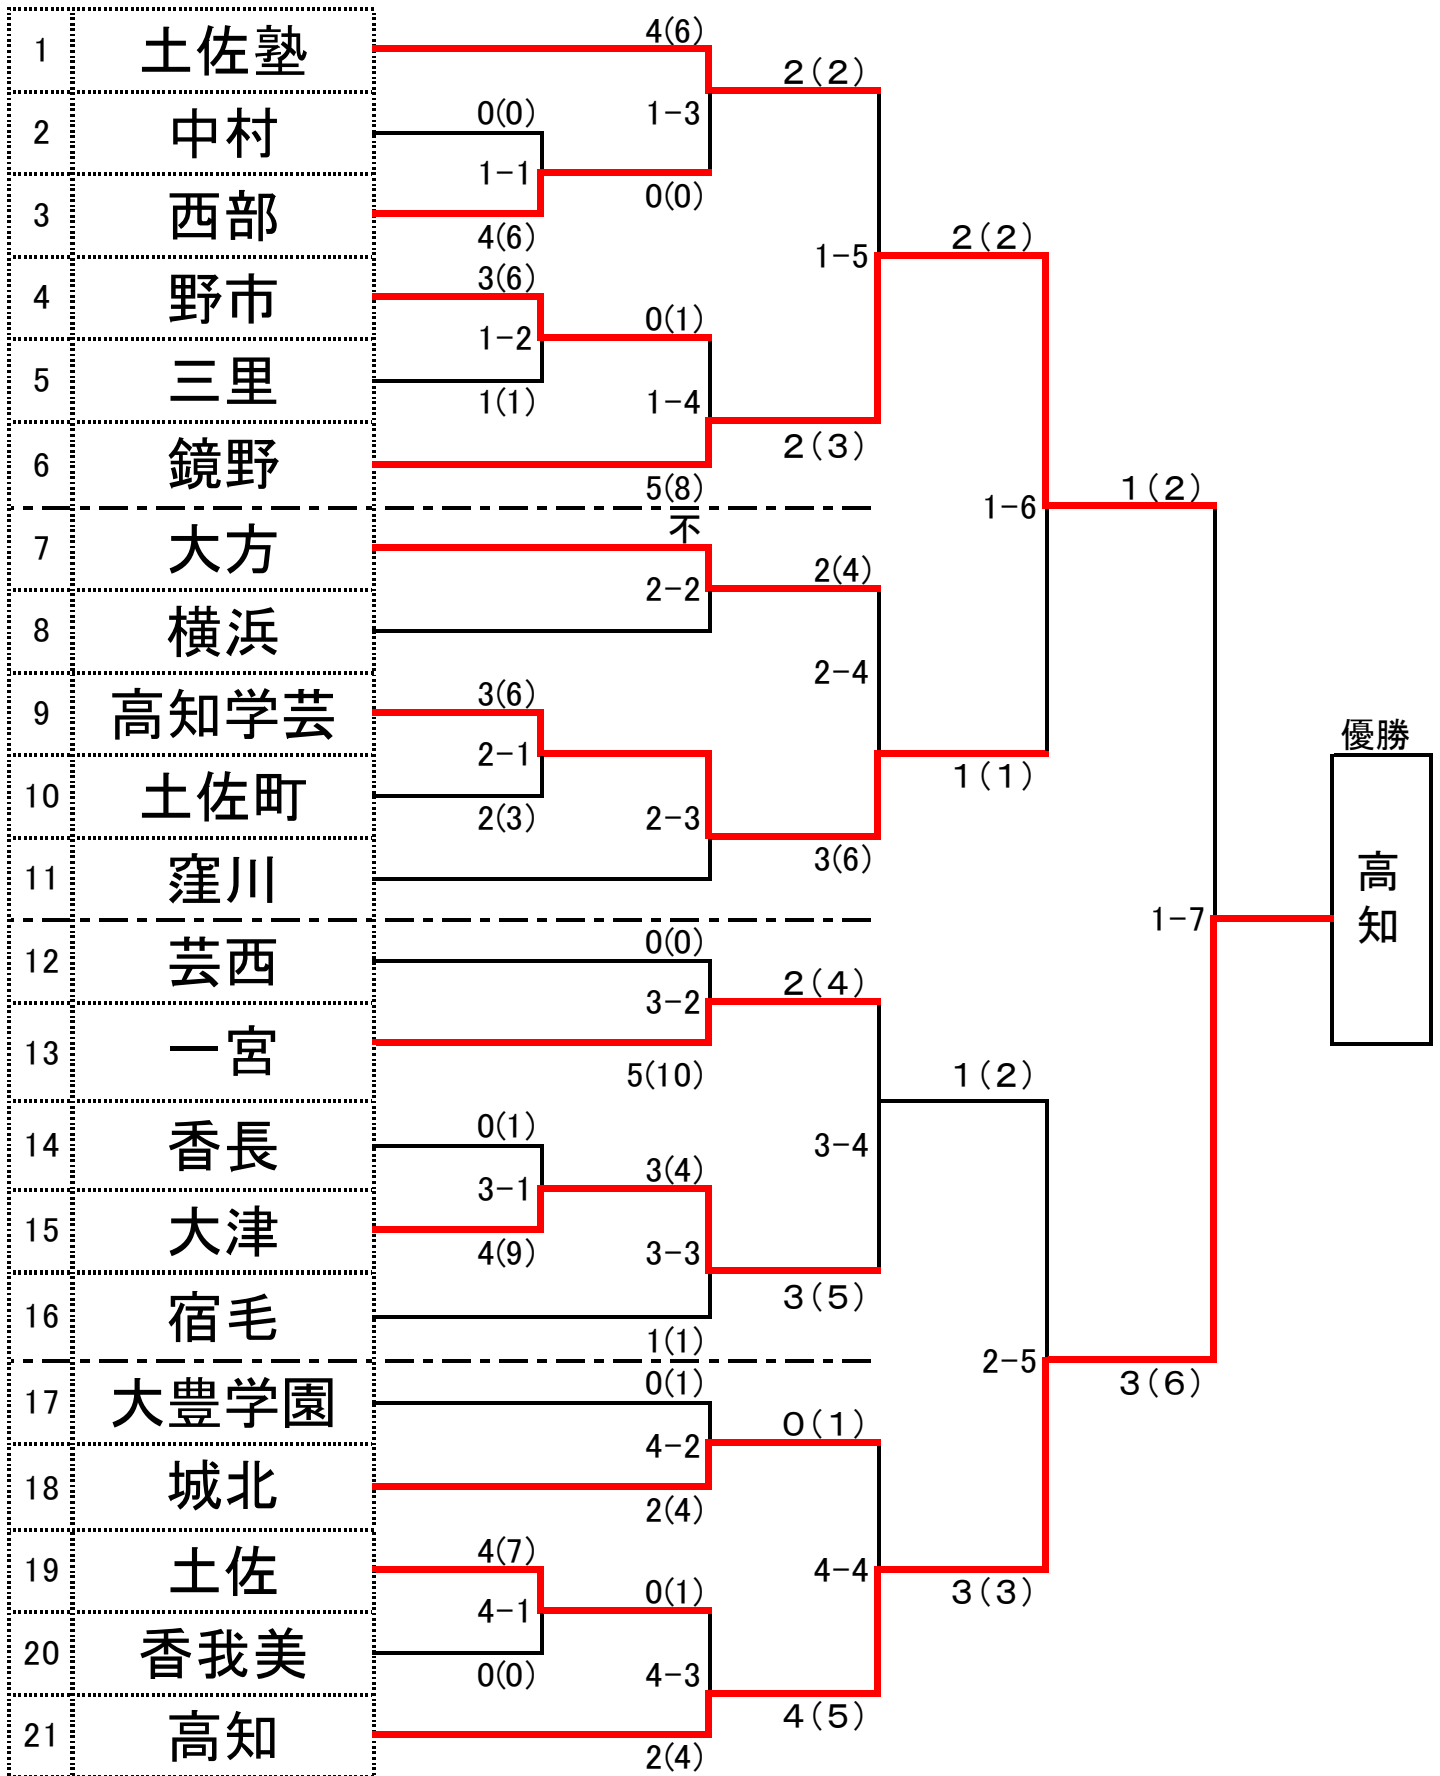 1 土佐塾 4(6)
2(2)
2 中村 0(0) 1-3
1-1
3 西部 0(0)
4(6) 1-5 2(2)
4 野市 3(6) 0(1)
1-2
5 三里 1(1) 1-4
2(3)
6 鏡野 5(8) 1-6 1(2)
7 大方 不
2-2 2(4)
8 横浜
2-4
9 高知学芸 3(6)
2-1 優勝
10 土佐町 2(3) 2-3 1(1)
3(6)
11 窪川 高知
1-7
12 芸西 0(0)
3-2 2(4)
13 一宮 5(10)
1(2)
14 香長 0(1) 3-4
3-1 3(4)
15 大津 4(9) 3-3
3(5)
16 宿毛 1(1)
2-5 3(6)
17 大豊学園 0(1)
4-2 0(1)
18 城北 2(4)
19 土佐 4(7) 4-4 3(3)
4-1 0(1)
20 香我美 0(0) 4-3
4(5)
21 高知 2(4)